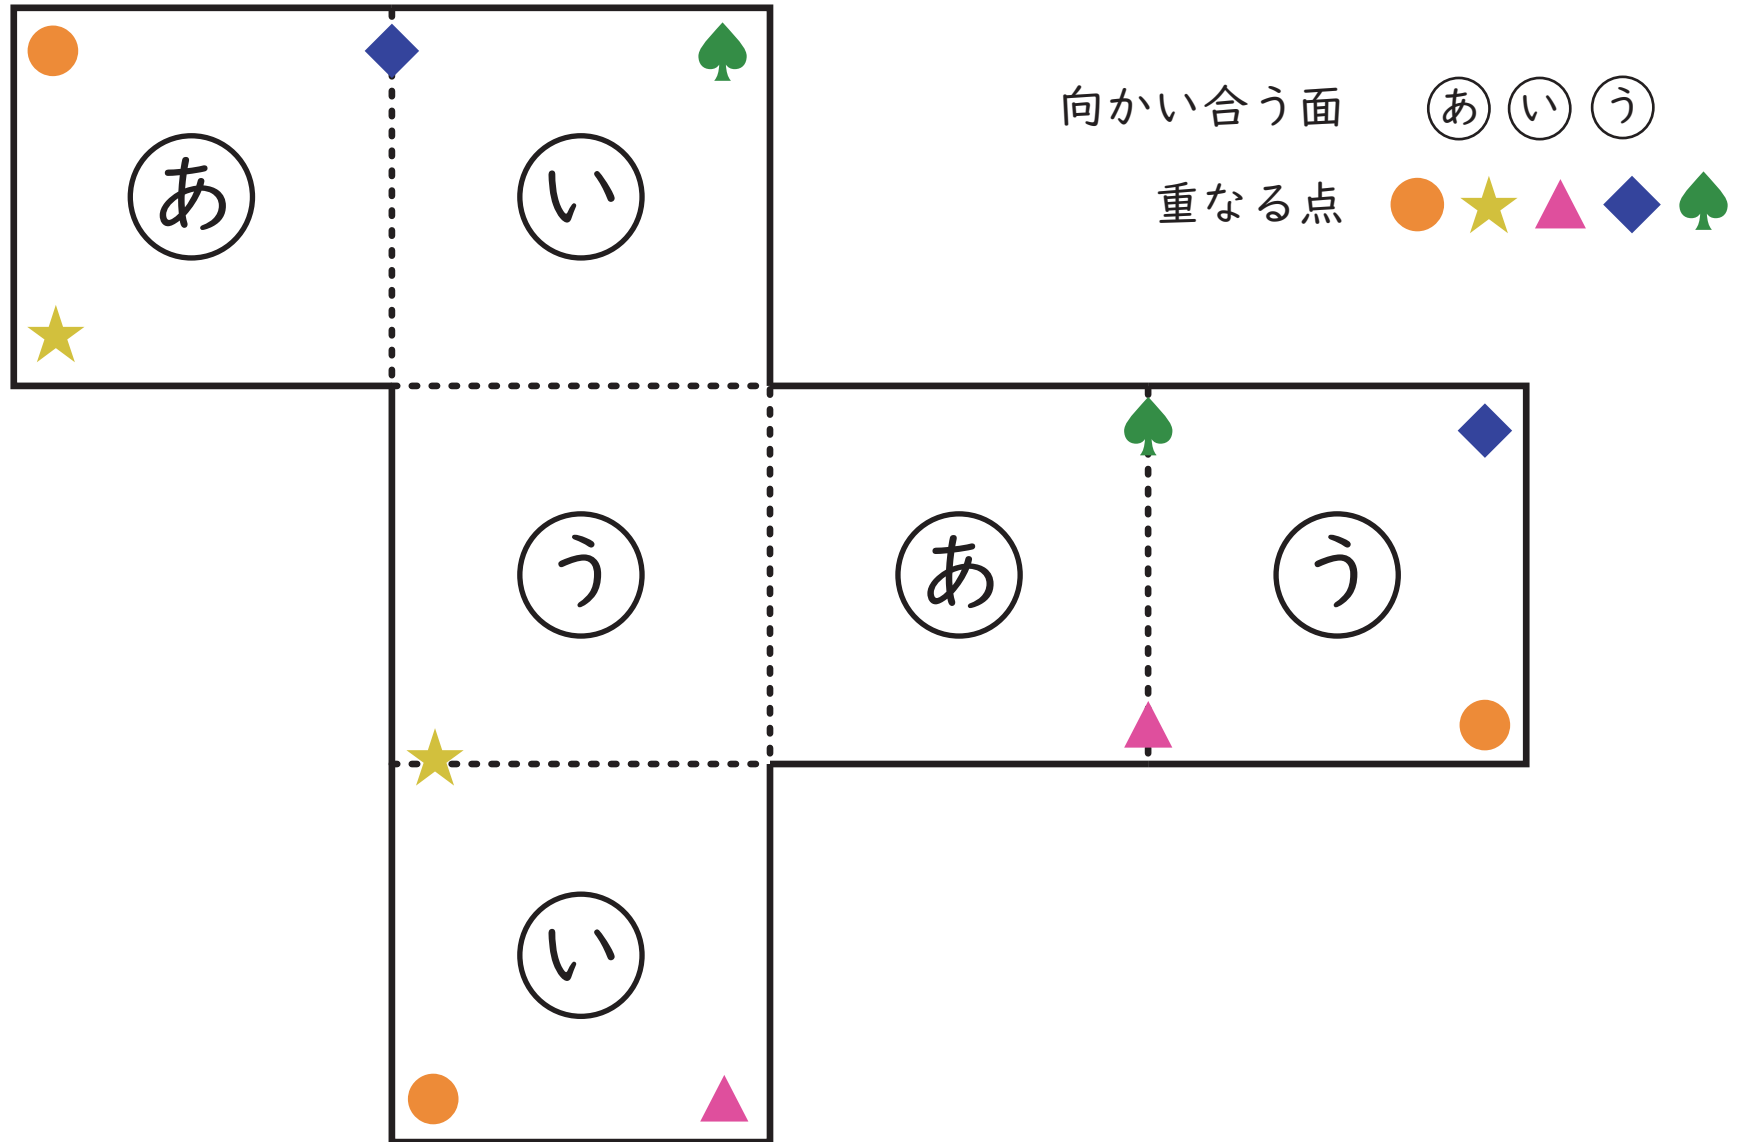 あ い
向かい合う面 あ い う
重なる点
う あ う
い